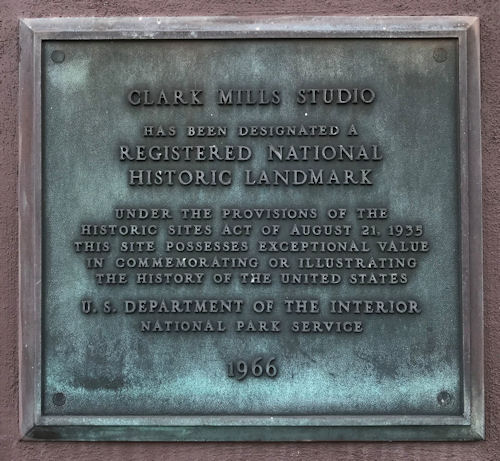 CLARK MILLS STUDIO
HAS BEEN DESIGNATED A
REGISTERED NATIONAL
HISTORIC LANDMARK
UNDER THE PROVISIONS OF THE
HISTORIC SITES ACT OF AUGUST 21, 1935
THIS SITE POSSESSES EXCEPTIONAL VALUE
IN COMMEMORATING OR ILLUSTRATING
THE HISTORY OF THE UNITED STATES
U. S. DEPARTMENT OF THE INTERIOR
NATIONAL PARK SERVICE
1966